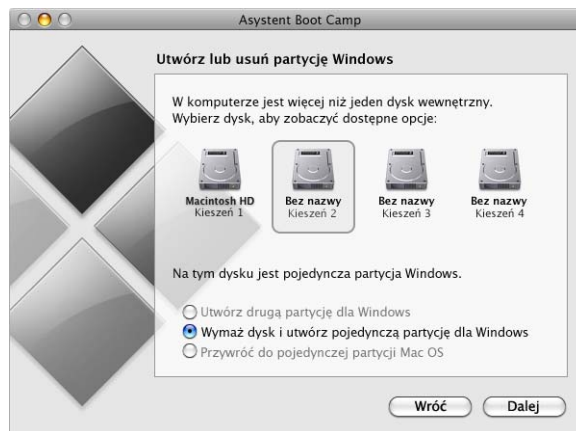 Asystent Boot Camp
Utwórz lub usuń partycję Windows
W komputerze jest więcej niż jeden dysk wewnętrzny.
Wybierz dysk, aby zobaczyć dostępne opcje:
Macintosh HD Bez nazwy Bez nazwy Bez nazwy
Kieszeń 1 Kieszeń 2 Kieszeń 3 Kieszeń 4
Na tym dysku jest pojedyncza partycja Windows.
Utwórz drugą partycję dla Windows
Wymaż dysk i utwórz pojedynczą partycję dla Windows
Przywróć do pojedynczej partycji Mac OS
Wróć Dalej